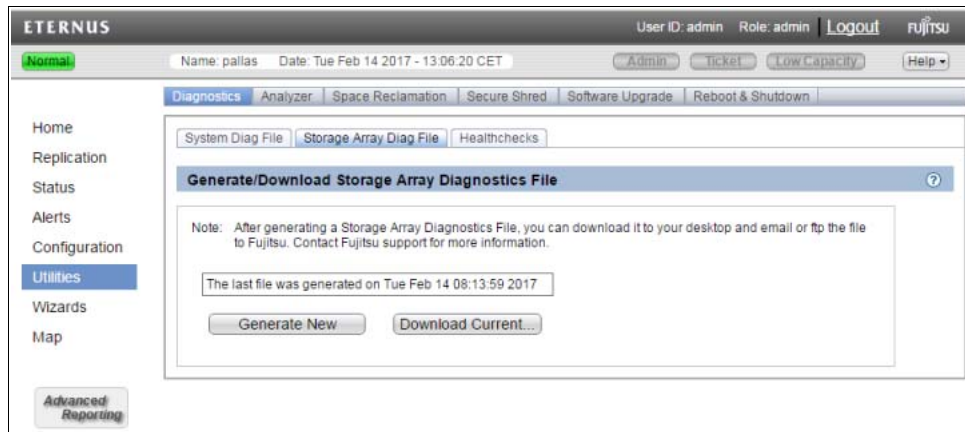 ETERNUS
User ID: admin Role: admin Logout FUJITSU
Normal Name: pallas Date: Tue Feb 14 2017 - 13:06:20 CET Admin Ticket Low Capacity Help
Diagnostics Analyzer Space Reclamation Secure Shred Software Upgrade Reboot & Shutdown
Home
Replication
Status
Alerts
Configuration
Utilities
Wizards
Map
Advanced
Reporting
System Diag File Storage Array Diag File Healthchecks
Generate/Download Storage Array Diagnostics File ?
Note: After generating a Storage Array Diagnostics File, you can download it to your desktop and email or ftp the file
to Fujitsu. Contact Fujitsu support for more information.
The last file was generated on Tue Feb 14 08:13:59 2017
Generate New Download Current...